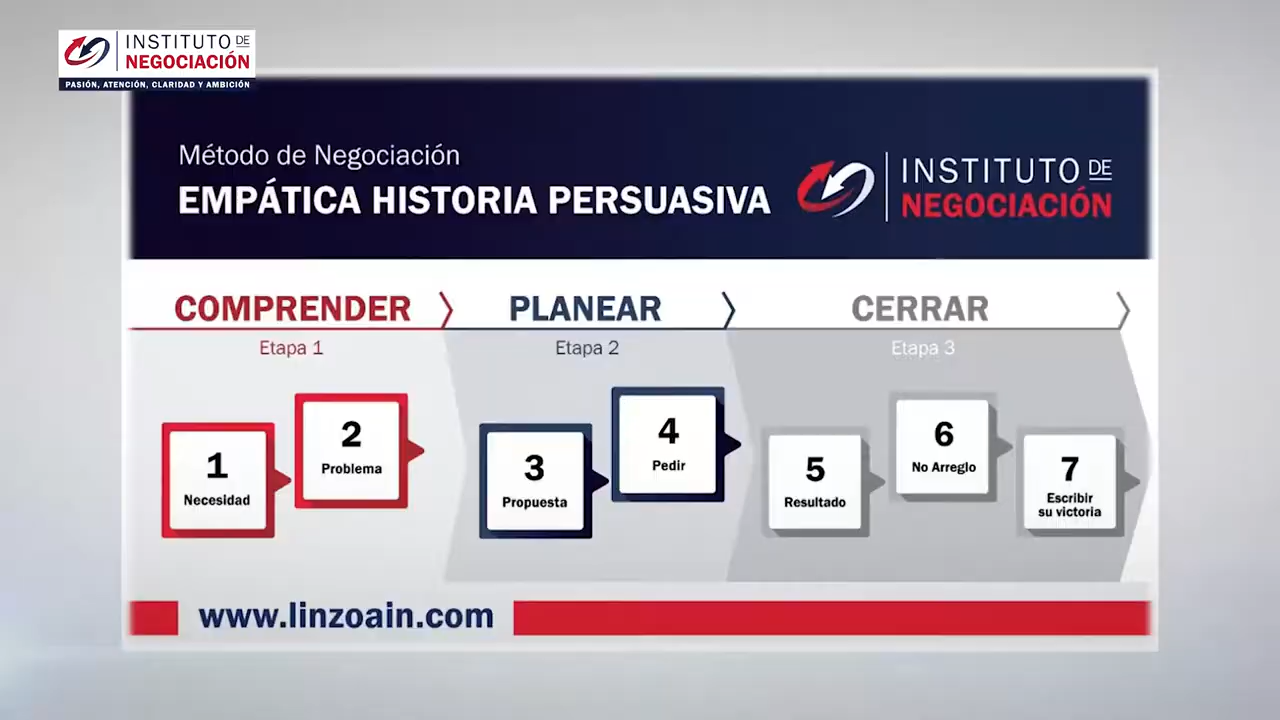 INSTITUTO DE
NEGOCIACIÓN
PASIÓN, ATENCIÓN, CLARIDAD Y AMBICIÓN
Método de Negociación
EMPÁTICA HISTORIA PERSUASIVA
INSTITUTO DE
NEGOCIACIÓN
COMPRENDER
Etapa 1
1
Necesidad
2
Problema
PLANEAR
Etapa 2
3
Propuesta
4
Pedir
CERRAR
Etapa 3
5
Resultado
6
No Arreglo
7
Escribir
su victoria
www.linzoain.com